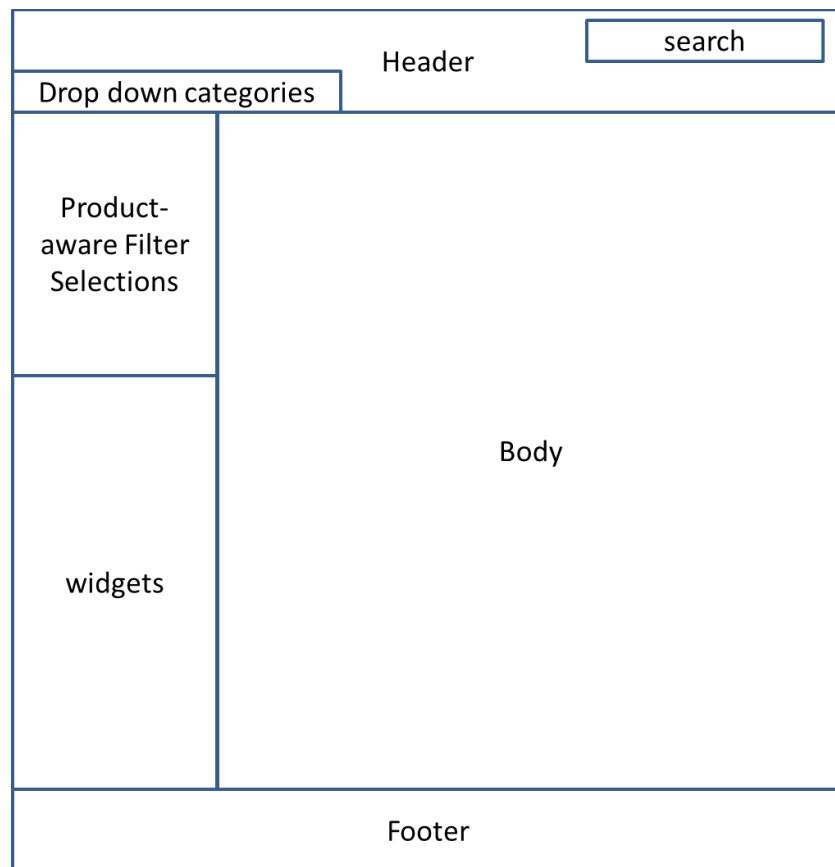 search
Header
Drop down categories
Product-
aware Filter
Selections
Body
widgets
Footer